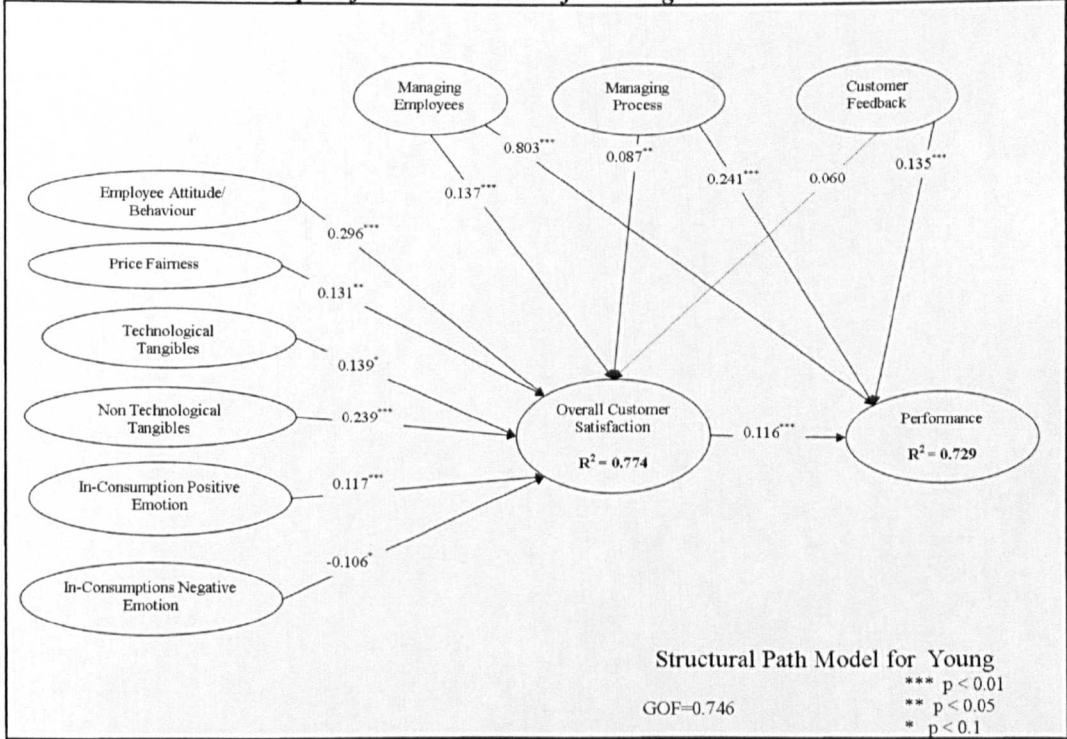 Managing
Employees
Managing
Process
Customer
Feedback
0.803***
0.087**
0.135***
0.137***
0.241***
0.060
Employee Attitude/
Behaviour
0.296***
Price Fairness
0.131**
Technological
Tangibles
0.139*
Non Technological
Tangibles
0.239***
Overall Customer
Satisfaction
R² = 0.774
0.116***
Performance
R² = 0.729
In-Consumption Positive
Emotion
0.117***
-0.106*
In-Consumptions Negative
Emotion
Structural Path Model for Young
*** p < 0.01
GOF=0.746
** p < 0.05
* p < 0.1